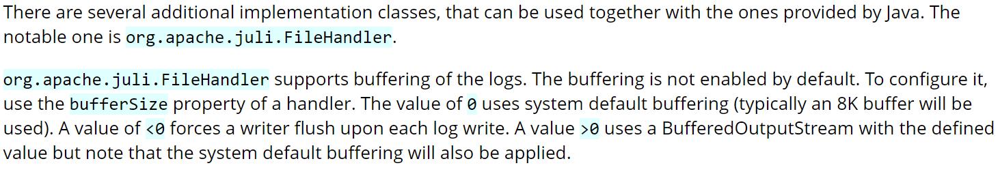 There are several additional implementation classes, that can be used together with the ones provided by Java. The
notable one is org.apache.juli.FileHandler.
org.apache.juli.FileHandler supports buffering of the logs. The buffering is not enabled by default. To configure it,
use the bufferSize property of a handler. The value of 0 uses system default buffering (typically an 8K buffer will be
used). A value of <0 forces a writer flush upon each log write. A value >0 uses a BufferedOutputStream with the defined
value but note that the system default buffering will also be applied.